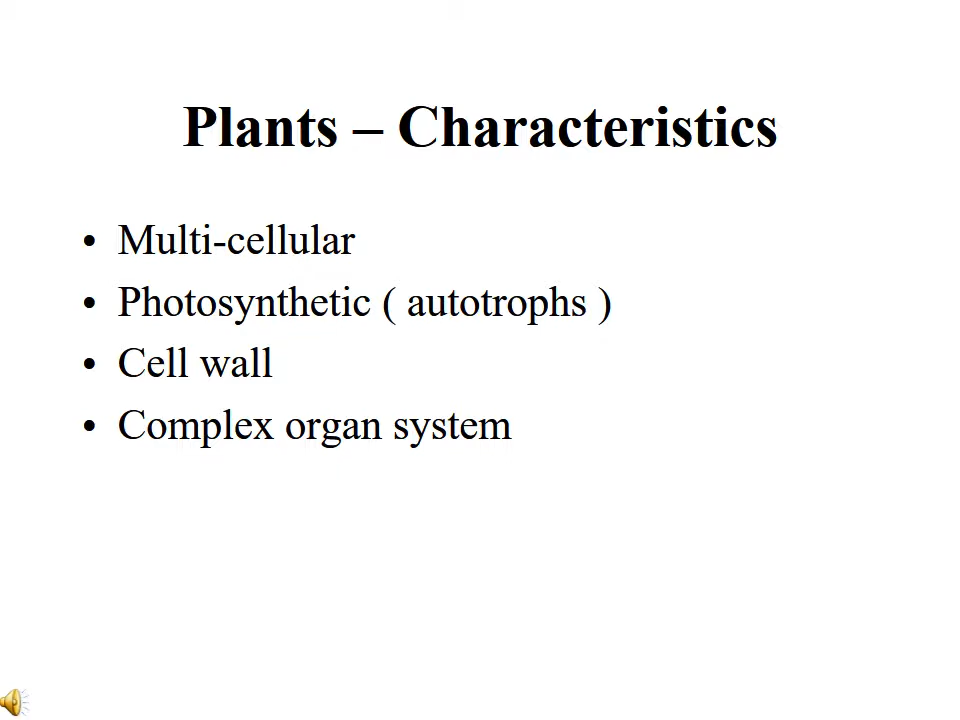 Plants – Characteristics
• Multi-cellular
• Photosynthetic ( autotrophs )
• Cell wall
• Complex organ system